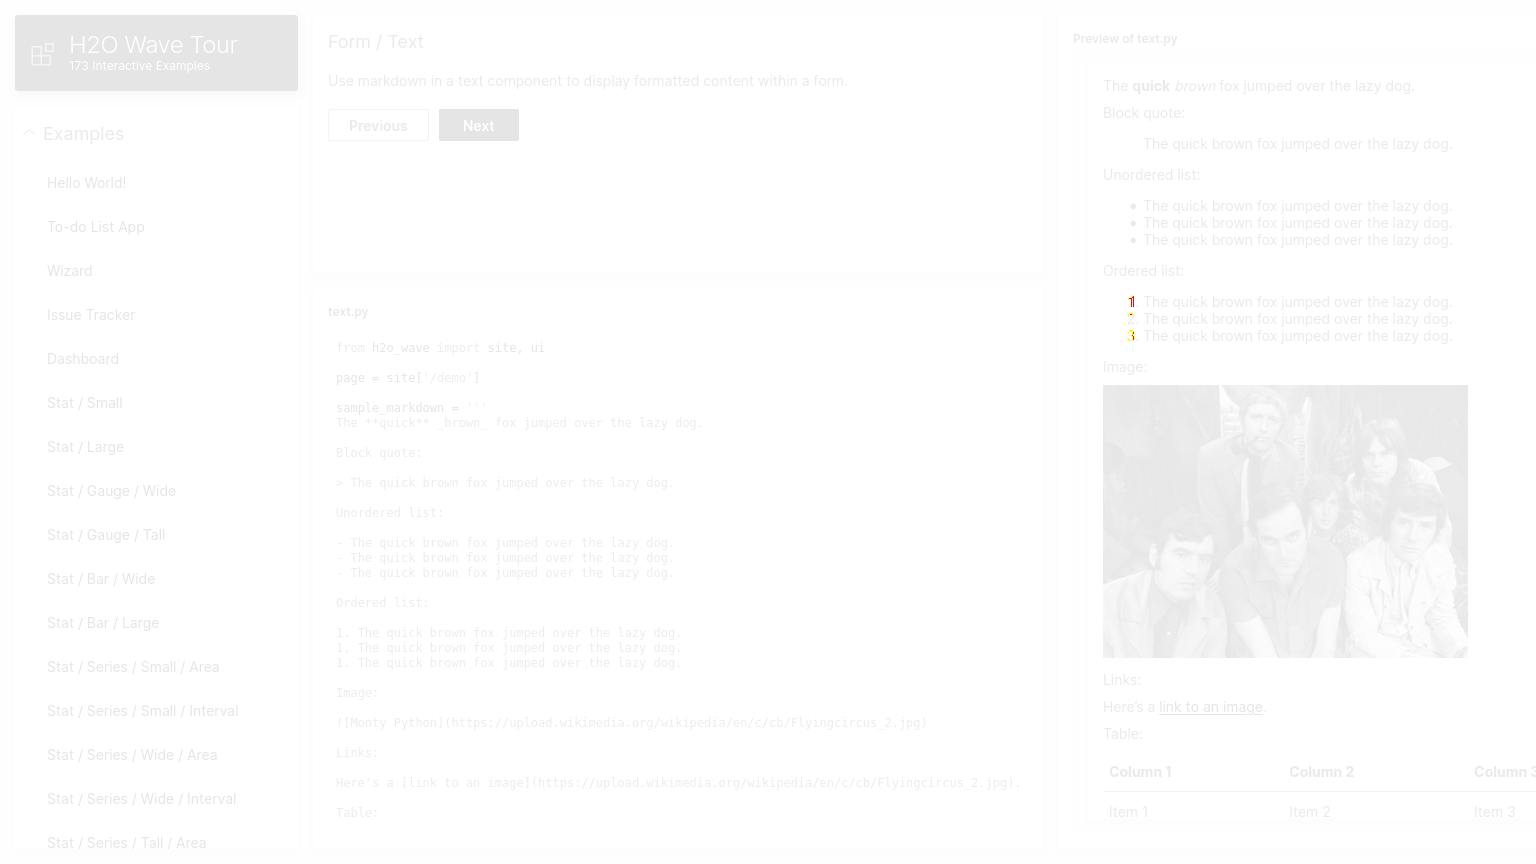 H2O Wave Tour
173 Interactive Examples
Examples
Hello World!
To-do List App
Wizard
Issue Tracker
Dashboard
Stat / Small
Stat / Large
Stat / Gauge / Wide
Stat / Gauge / Tall
Stat / Bar / Wide
Stat / Bar / Large
Stat / Series / Small / Area
Stat / Series / Small / Interval
Stat / Series / Wide / Area
Stat / Series / Wide / Interval
Stat / Series / Tall / Area
Form / Text
Use markdown in a text component to display formatted content within a form.
Previous Next
text.py
from h2o_wave import site, ui
page = site['/demo']
sample_markdown = '''
The **quick** _brown_ fox jumped over the lazy dog.
Block quote:
> The quick brown fox jumped over the lazy dog.
Unordered list:
- The quick brown fox jumped over the lazy dog.
- The quick brown fox jumped over the lazy dog.
- The quick brown fox jumped over the lazy dog.
Ordered list:
1. The quick brown fox jumped over the lazy dog.
1. The quick brown fox jumped over the lazy dog.
1. The quick brown fox jumped over the lazy dog.
Image:
![Monty Python](https://upload.wikimedia.org/wikipedia/en/c/cb/Flyingcircus_2.jpg)
Links:
Here's a [link to an image](https://upload.wikimedia.org/wikipedia/en/c/cb/Flyingcircus_2.jpg).
Table:
Preview of text.py
The quick brown fox jumped over the lazy dog.
Block quote:
The quick brown fox jumped over the lazy dog.
Unordered list:
• The quick brown fox jumped over the lazy dog.
• The quick brown fox jumped over the lazy dog.
• The quick brown fox jumped over the lazy dog.
Ordered list:
1. The quick brown fox jumped over the lazy dog.
2. The quick brown fox jumped over the lazy dog.
3. The quick brown fox jumped over the lazy dog.
Image:
Links:
Here's a link to an image.
Table:
Column 1 Column 2 Column 3
Item 1 Item 2 Item 3